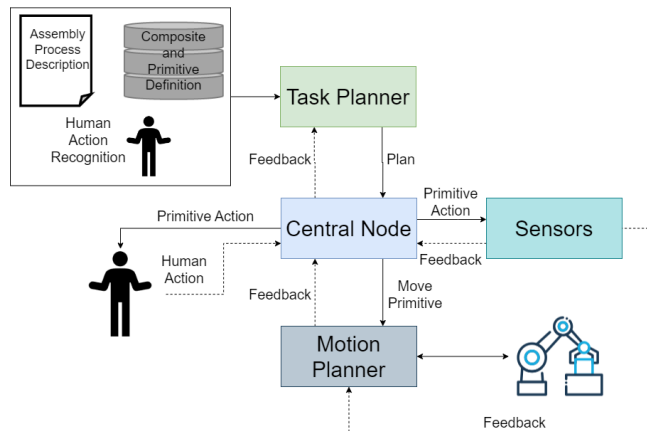 Assembly
Process
Description
Composite
and
Primitive
Definition
Human
Action
Recognition
Task Planner
Feedback
Plan
Primitive
Action
Primitive Action
Central Node
Sensors
Human
Action
Feedback
Feedback
Move
Primitive
Motion
Planner
Feedback